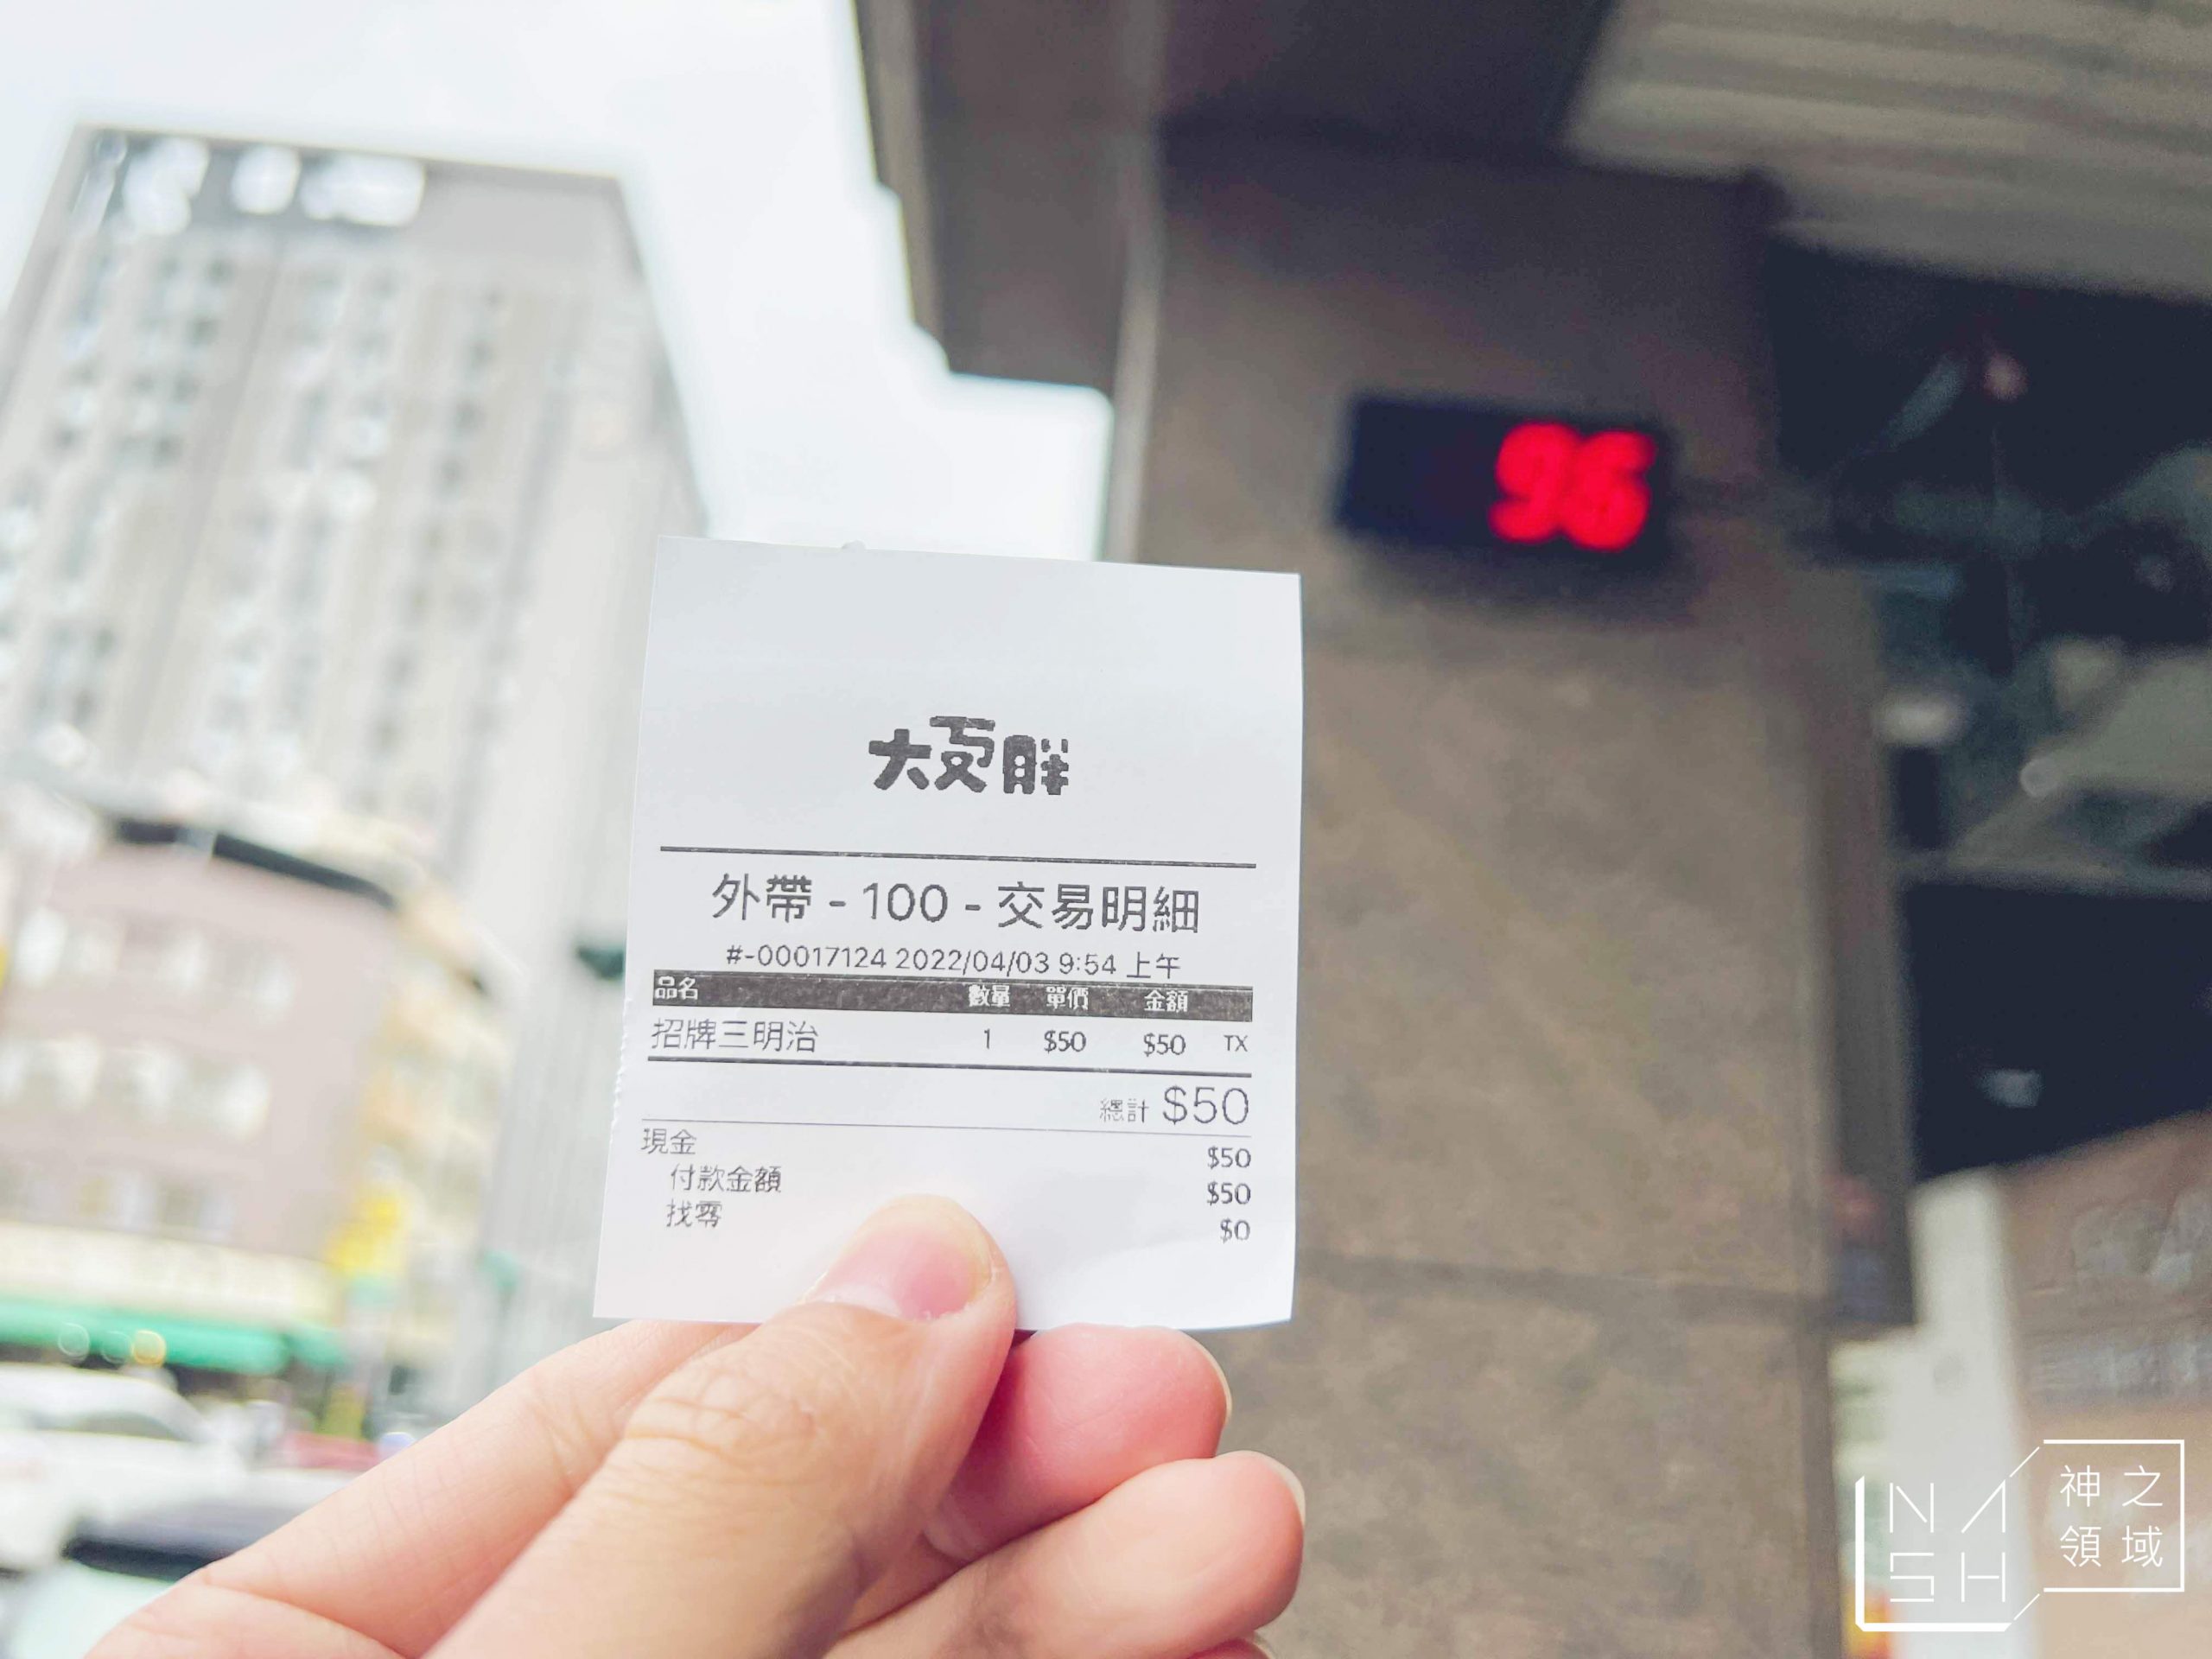 96
大更胖
外帶 - 100 - 交易明細
#-00017124 2022/04/03 9:54 上午
品名 數量 單價 金額
招牌三明治 1 $50 $50 TX
總計 $50
現金 $50
付款金額 $50
找零 $0
NASH
神之領域